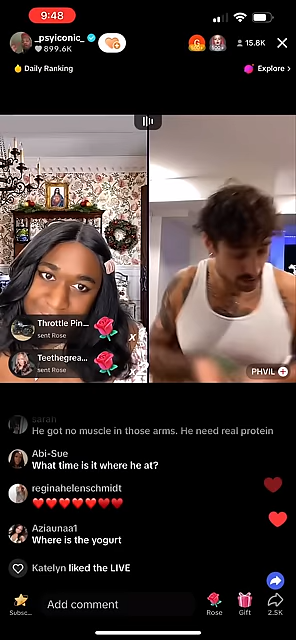 9:48
_psyiconic_
899.6K
15.8K
Daily Ranking
Explore
Throttle Pin...
sent Rose
x
Teethegrea...
sent Rose
x
PHVIL
sarah
He got no muscle in those arms. He need real protein
Abi-Sue
What time is it where he at?
reginahelenschmidt
Aziaunaa1
Where is the yogurt
Katelyn liked the LIVE
Subsc...
Add comment
Rose
Gift
2.5K